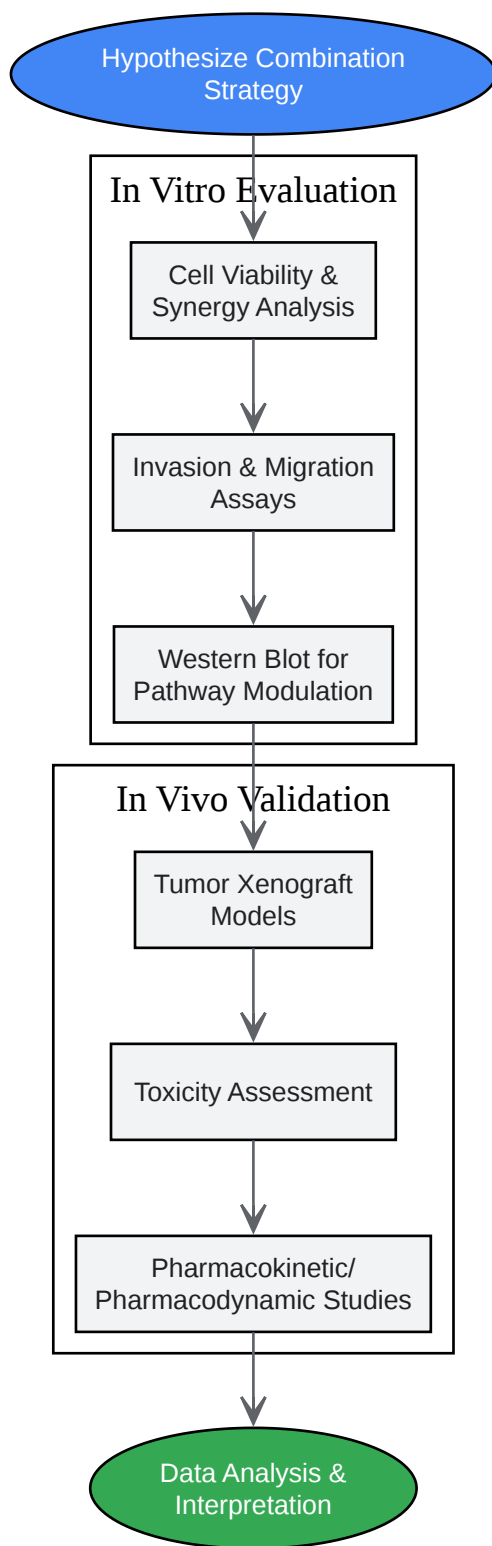 Hypothesize Combination
Strategy
In Vitro Evaluation
Cell Viability &
Synergy Analysis
Invasion & Migration
Assays
Western Blot for
Pathway Modulation
In Vivo Validation
Tumor Xenograft
Models
Toxicity Assessment
Pharmacokinetic/
Pharmacodynamic Studies
Data Analysis &
Interpretation